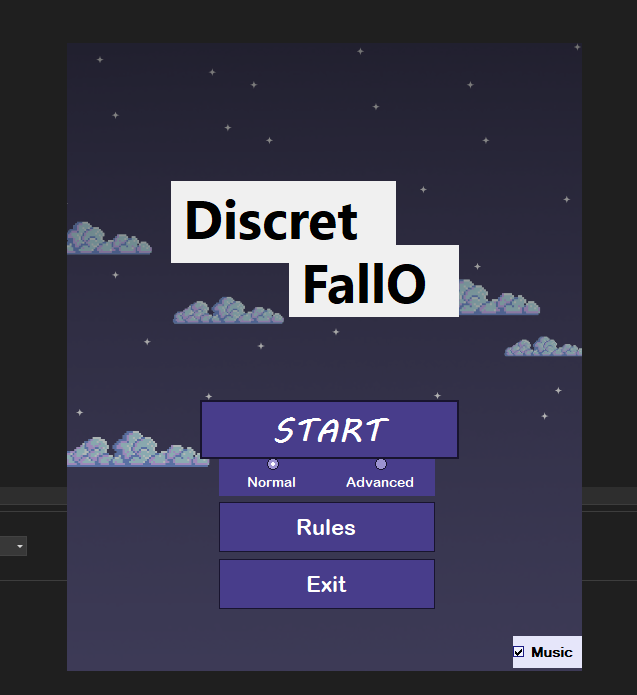 Discret
FallO
START
Normal Advanced
Rules
Exit
Music